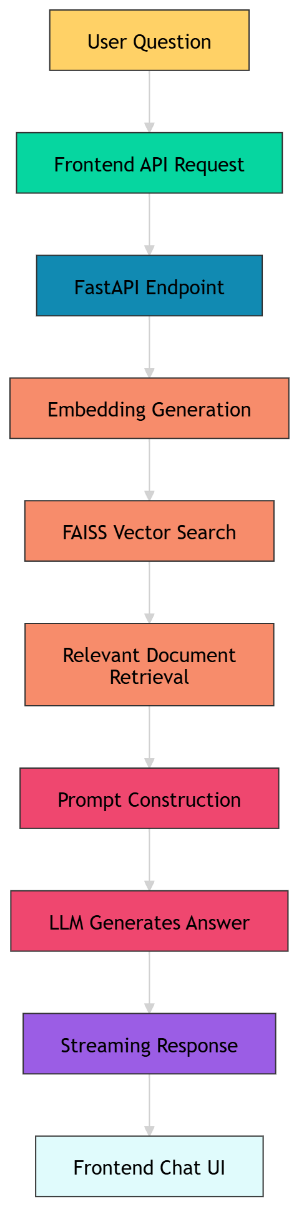 User Question
Frontend API Request
FastAPI Endpoint
Embedding Generation
FAISS Vector Search
Relevant Document
Retrieval
Prompt Construction
LLM Generates Answer
Streaming Response
Frontend Chat UI